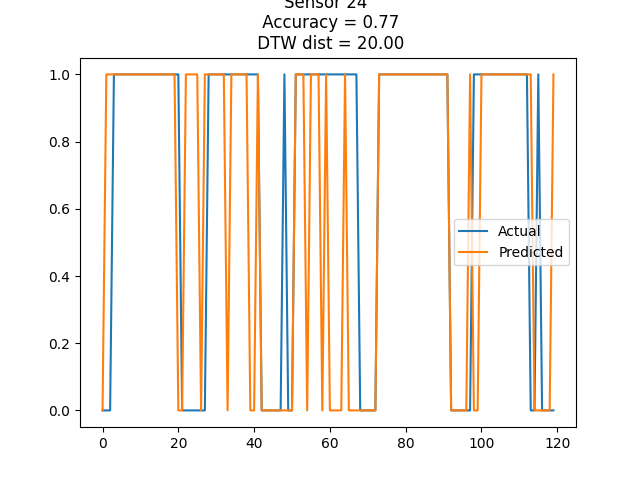 Sensor 24
Accuracy = 0.77
DTW dist = 20.00
1.0
0.8
0.6
0.4
0.2
0.0
Actual
Predicted
0 20 40 60 80 100 120